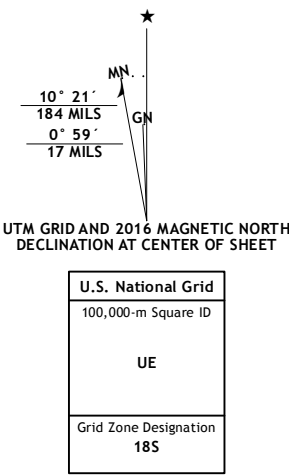 MN
10° 21´
184 MILS
GN
0° 59´
17 MILS
UTM GRID AND 2016 MAGNETIC NORTH
DECLINATION AT CENTER OF SHEET
U.S. National Grid
100,000-m Square ID
UE
Grid Zone Designation
18S